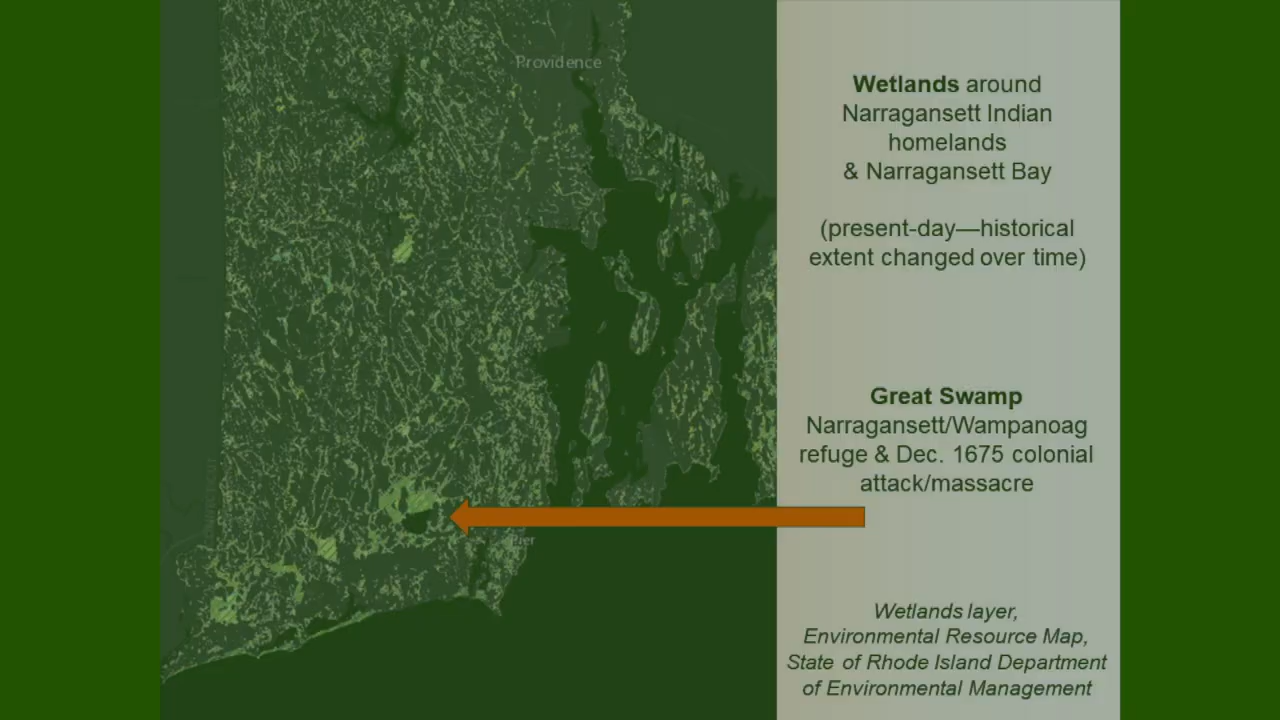 Providence
Wetlands around
Narragansett Indian
homelands
& Narragansett Bay
(present-day—historical
extent changed over time)
Great Swamp
Narragansett/Wampanoag
refuge & Dec. 1675 colonial
attack/massacre
Pier
Wetlands layer,
Environmental Resource Map,
State of Rhode Island Department
of Environmental Management